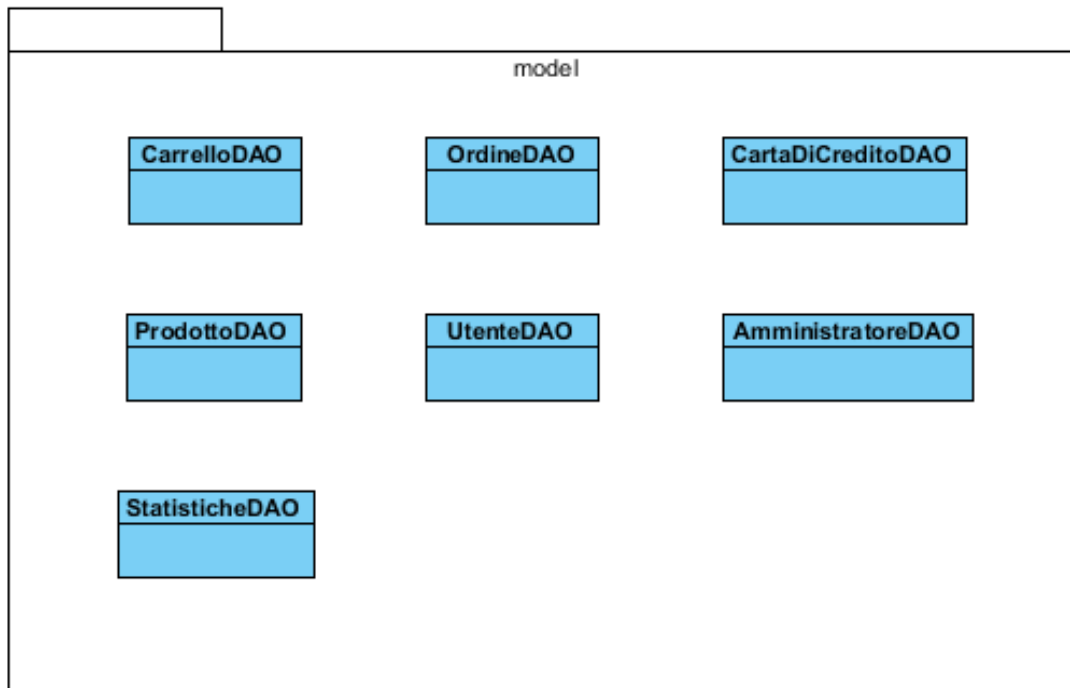 model
CarrelloDAO
OrdineDAO
CartaDiCreditoDAO
ProdottoDAO
UtenteDAO
AmministratoreDAO
StatisticheDAO